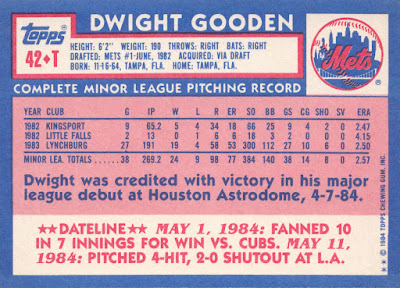 DWIGHT GOODEN
Topps
42•T
HEIGHT: 6'2" WEIGHT: 190 THROWS: RIGHT BATS: RIGHT
DRAFTED: METS #1-JUNE, 1982 ACQUIRED: VIA DRAFT
BORN: 11-16-64, TAMPA, FLA. HOME: TAMPA, FLA.
Mets
COMPLETE MINOR LEAGUE PITCHING RECORD
YEAR CLUB G IP W L R ER SO BB GS CG SHO SV ERA
1982 KINGSPORT 9 65.2 5 4 34 18 66 25 9 4 2 0 2.47
1982 LITTLE FALLS 2 13 0 1 6 6 18 3 2 0 0 0 4.15
1983 LYNCHBURG 27 191 19 4 58 53 300 112 27 10 6 0 2.50
MINOR LEA. TOTALS 38 269.2 24 9 98 77 384 140 38 14 8 0 2.57
Dwight was credited with victory in his major
league debut at Houston Astrodome, 4-7-84.
★★DATELINE★★ MAY 1, 1984: FANNED 10
IN 7 INNINGS FOR WIN VS. CUBS. MAY 11,
1984: PITCHED 4-HIT, 2-0 SHUTOUT AT L.A.
★ ★ © 1984 TOPPS CHEWING GUM, INC.